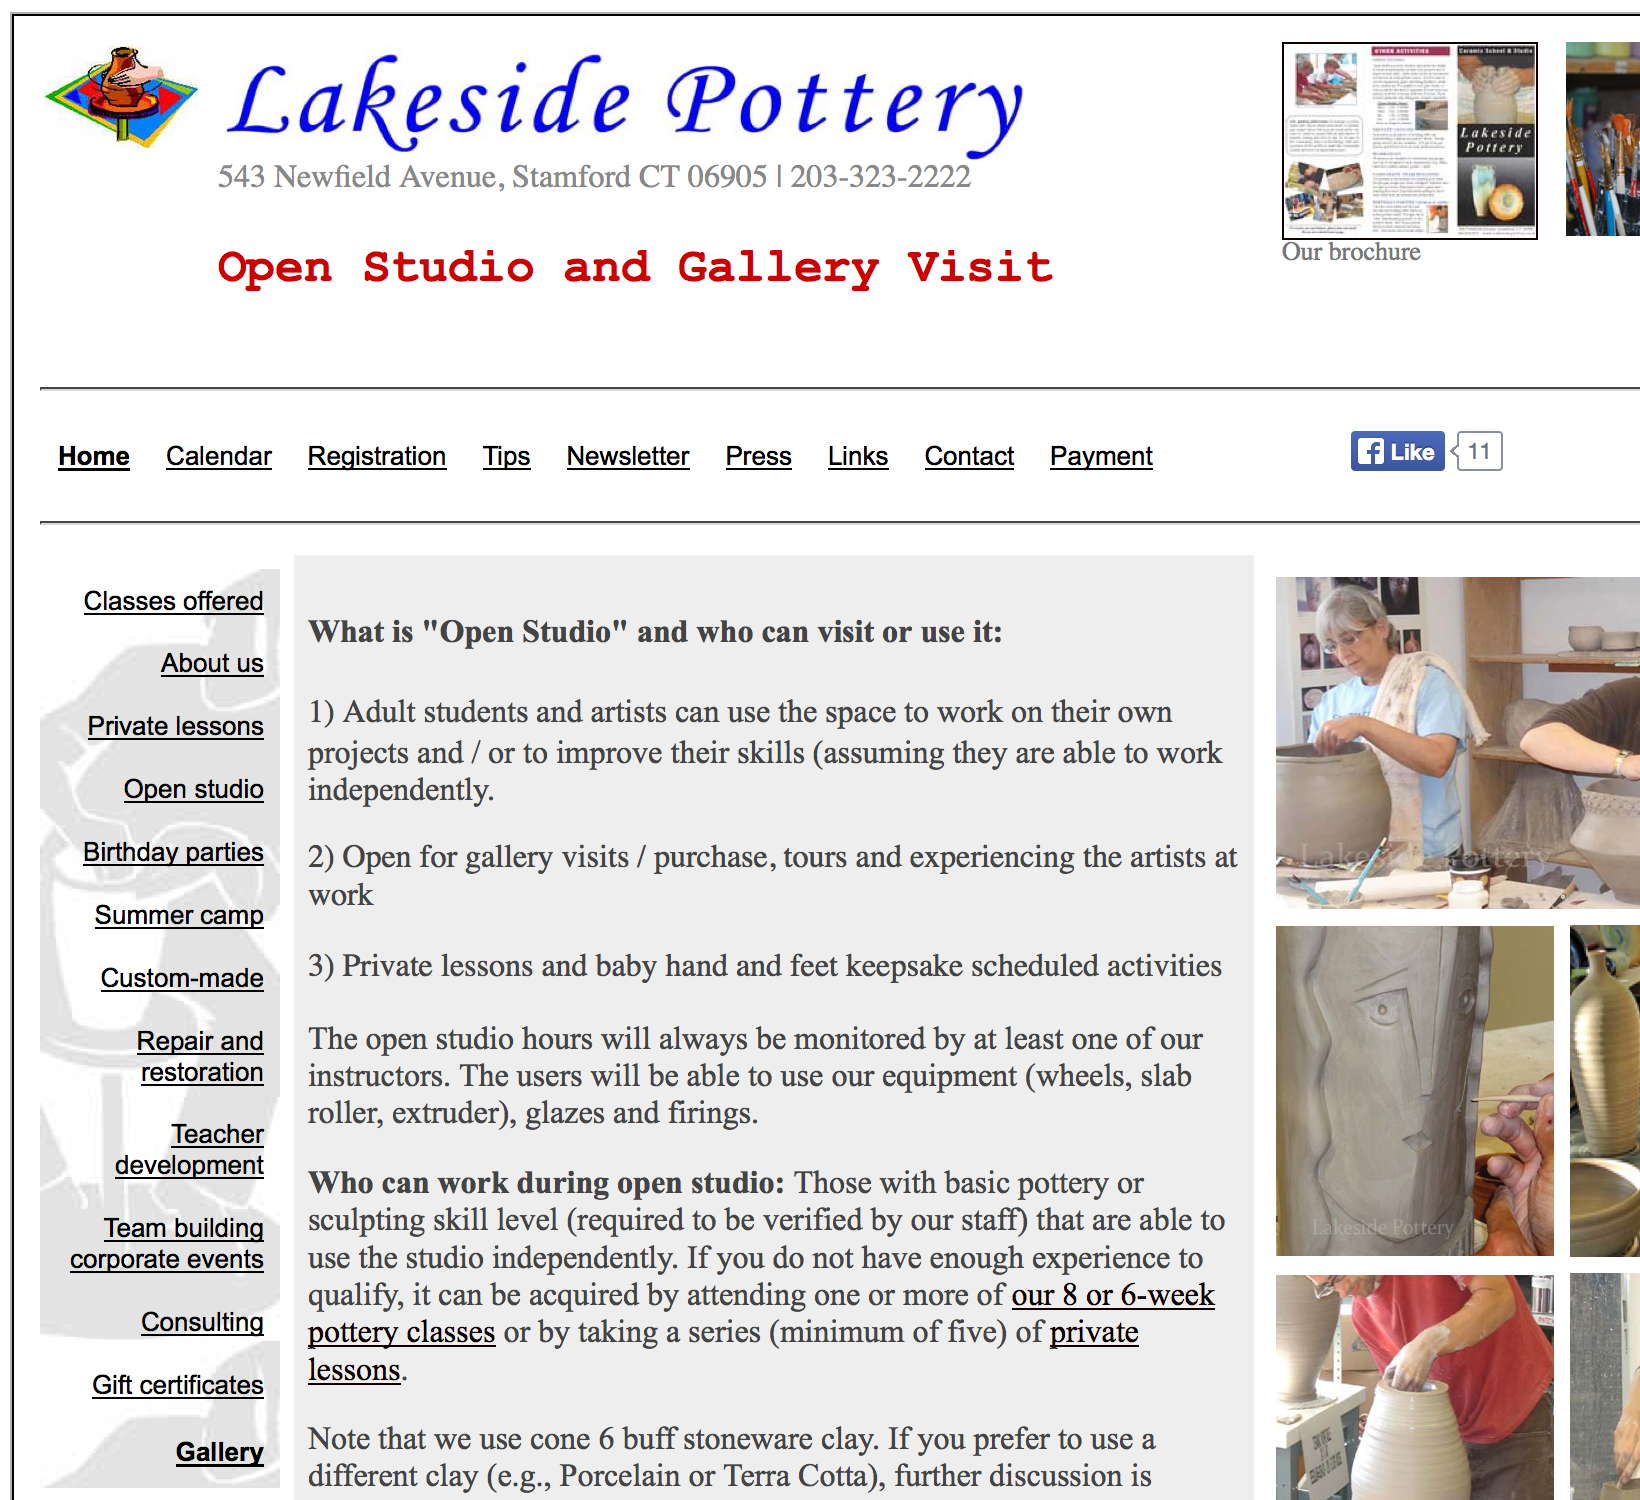 Lakeside Pottery
543 Newfield Avenue, Stamford CT 06905 | 203-323-2222
Open Studio and Gallery Visit
OTHER ACTIVITIES
Ceramic School & Studio
Lakeside
Pottery
Our brochure
Home Calendar Registration Tips Newsletter Press Links Contact Payment
Like 11
Classes offered
About us
Private lessons
Open studio
Birthday parties
Summer camp
Custom-made
Repair and
restoration
Teacher
development
Team building
corporate events
Consulting
Gift certificates
Gallery
What is "Open Studio" and who can visit or use it:
1) Adult students and artists can use the space to work on their own
projects and / or to improve their skills (assuming they are able to work
independently.
2) Open for gallery visits / purchase, tours and experiencing the artists at
work
3) Private lessons and baby hand and feet keepsake scheduled activities
The open studio hours will always be monitored by at least one of our
instructors. The users will be able to use our equipment (wheels, slab
roller, extruder), glazes and firings.
Who can work during open studio: Those with basic pottery or
sculpting skill level (required to be verified by our staff) that are able to
use the studio independently. If you do not have enough experience to
qualify, it can be acquired by attending one or more of our 8 or 6-week
pottery classes or by taking a series (minimum of five) of private
lessons.
Note that we use cone 6 buff stoneware clay. If you prefer to use a
different clay (e.g., Porcelain or Terra Cotta), further discussion is
Lakeside Pottery
Lakeside Pottery